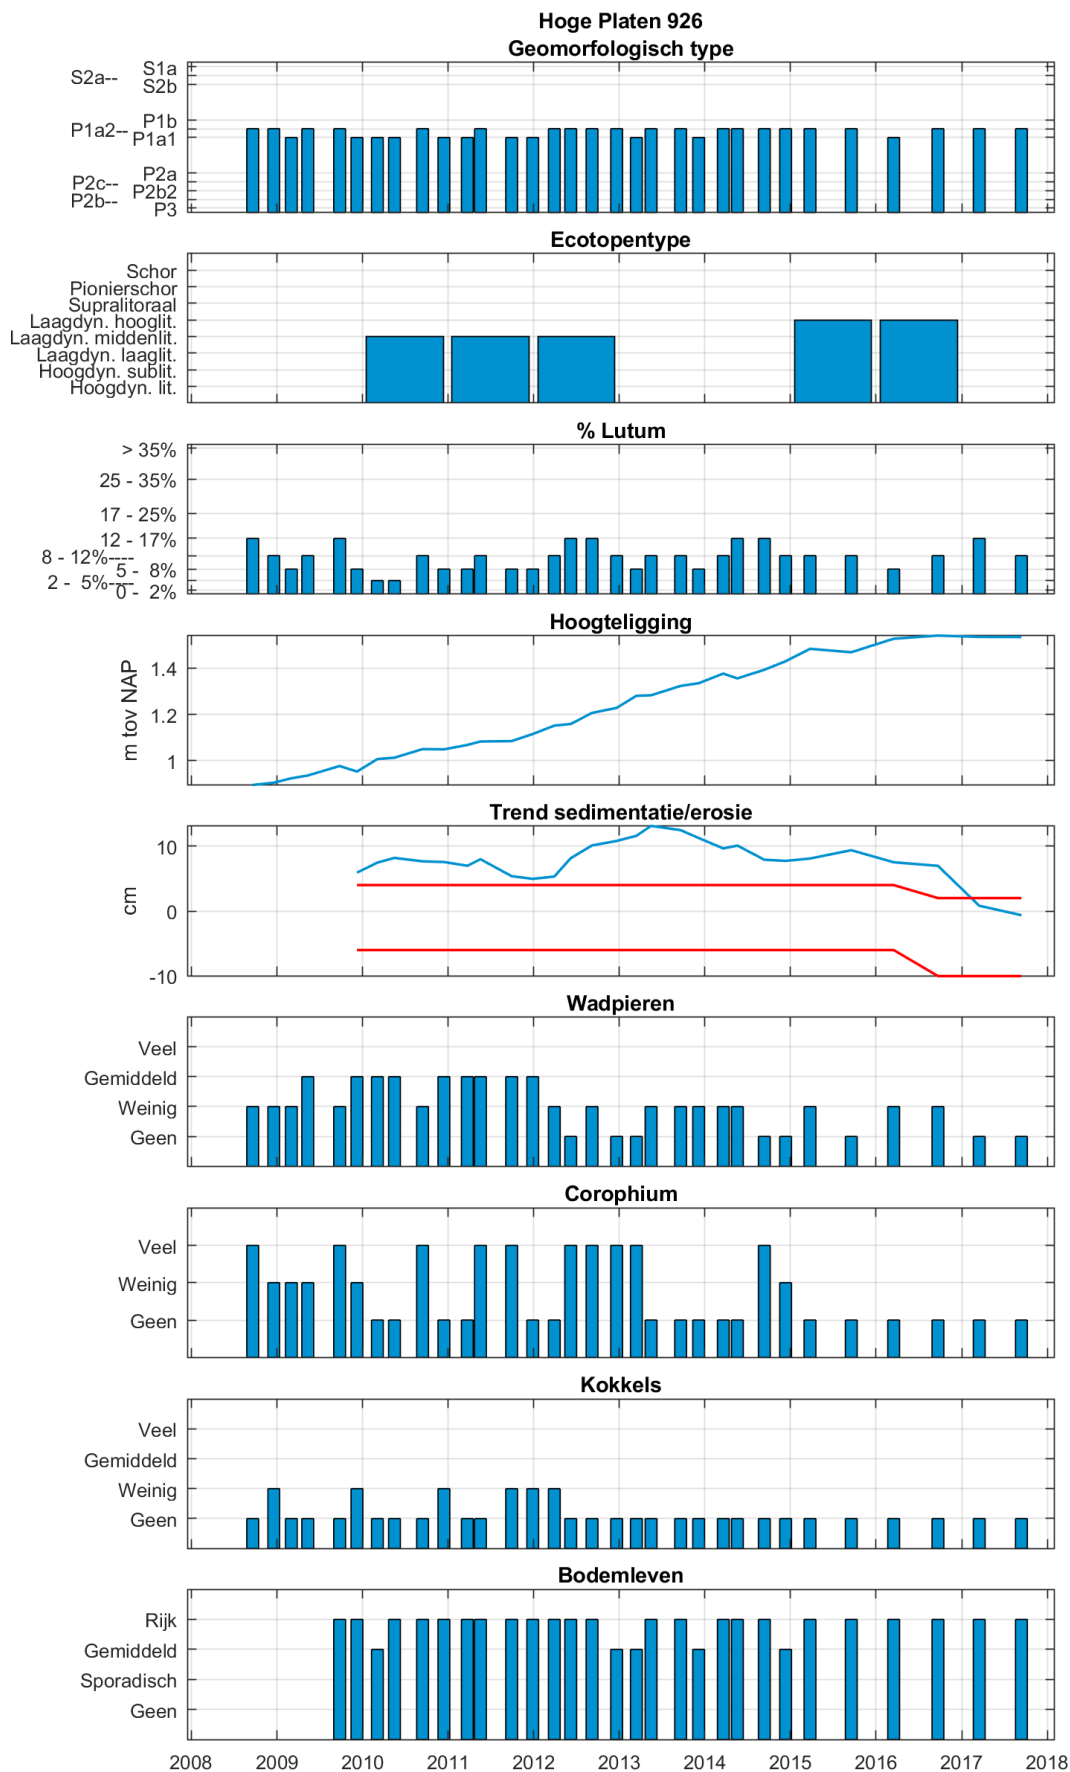 Hoge Platen 926
Geomorfologisch type
S1a
S2a--
S2b
P1b
P1a2--
P1a1
P2a
P2c--
P2b2
P2b--
P3
Ecotopentype
Schor
Pionierschor
Supralitoraal
Laagdyn. hooglit.
Laagdyn. middenlit.
Laagdyn. laaglit.
Hoogdyn. sublit.
Hoogdyn. lit.
% Lutum
> 35%
25 - 35%
17 - 25%
12 - 17%
8 - 12%----
5 - 8%
2 - 5%----
0 - 2%
Hoogteligging
m tov NAP
1.4
1.2
1
Trend sedimentatie/erosie
cm
10
0
-10
Wadpieren
Veel
Gemiddeld
Weinig
Geen
Corophium
Veel
Weinig
Geen
Kokkels
Veel
Gemiddeld
Weinig
Geen
Bodemleven
Rijk
Gemiddeld
Sporadisch
Geen
2008 2009 2010 2011 2012 2013 2014 2015 2016 2017 2018